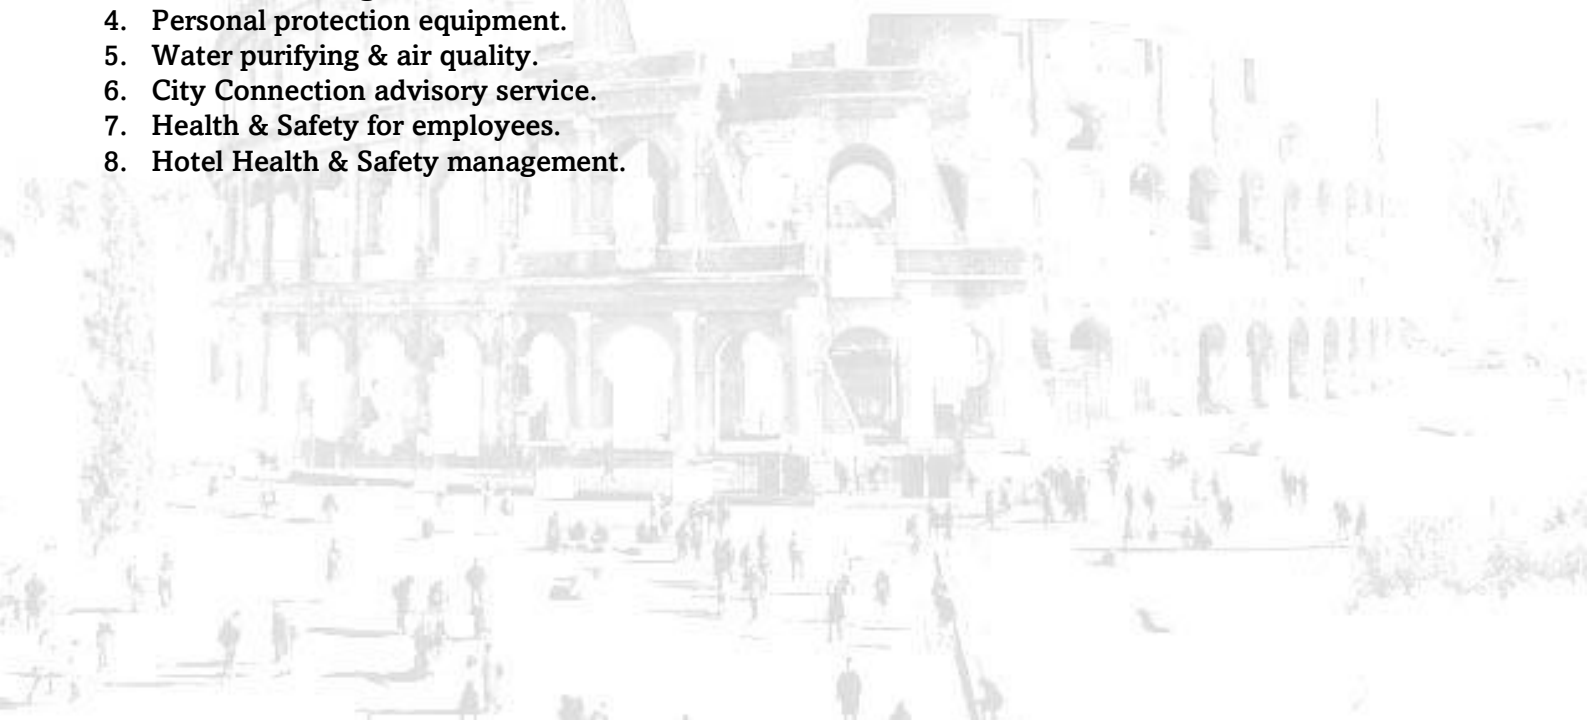 4. Personal protection equipment.
5. Water purifying & air quality.
6. City Connection advisory service.
7. Health & Safety for employees.
8. Hotel Health & Safety management.